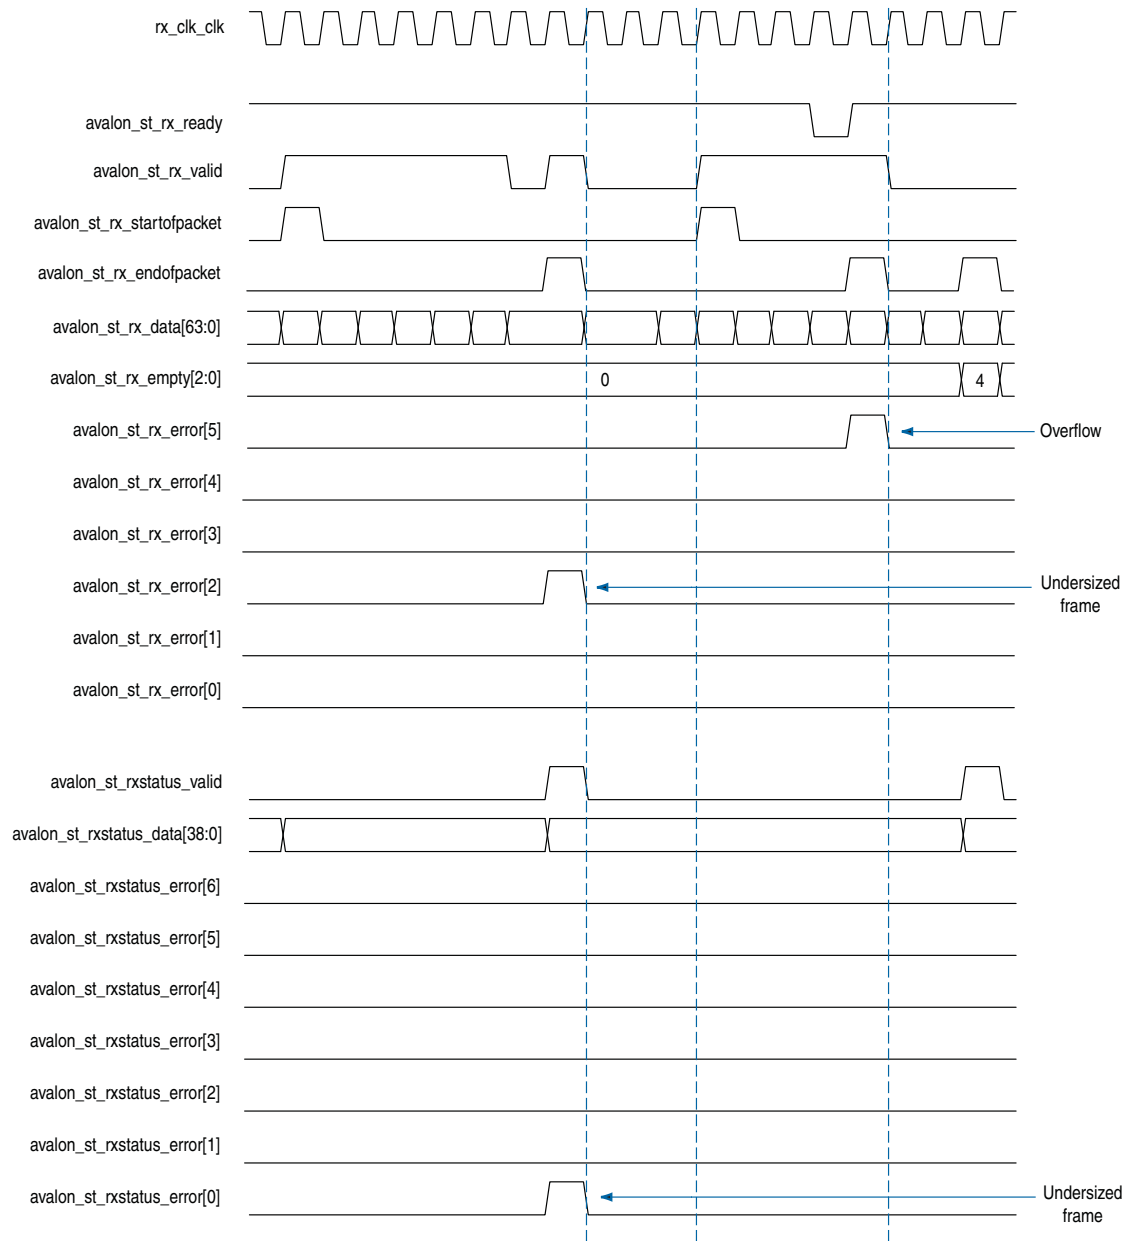 rx_clk_clk
avalon_st_rx_ready
avalon_st_rx_valid
avalon_st_rx_startofpacket
avalon_st_rx_endofpacket
avalon_st_rx_data[63:0]
avalon_st_rx_empty[2:0]
0
4
avalon_st_rx_error[5]
Overflow
avalon_st_rx_error[4]
avalon_st_rx_error[3]
avalon_st_rx_error[2]
Undersized
frame
avalon_st_rx_error[1]
avalon_st_rx_error[0]
avalon_st_rxstatus_valid
avalon_st_rxstatus_data[38:0]
avalon_st_rxstatus_error[6]
avalon_st_rxstatus_error[5]
avalon_st_rxstatus_error[4]
avalon_st_rxstatus_error[3]
avalon_st_rxstatus_error[2]
avalon_st_rxstatus_error[1]
avalon_st_rxstatus_error[0]
Undersized
frame